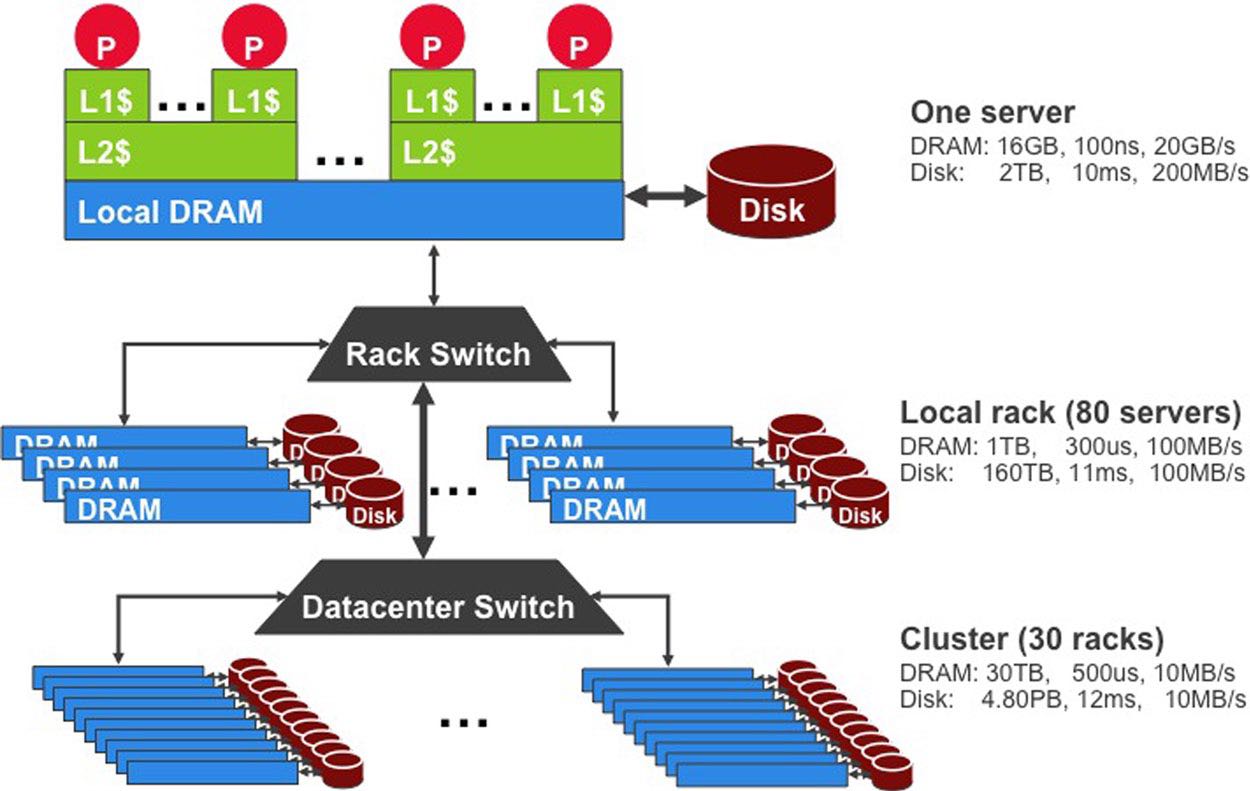 P P P P
L1$ ... L1$ L1$ ... L1$
L2$ ... L2$
Local DRAM
Disk
One server
DRAM: 16GB, 100ns, 20GB/s
Disk: 2TB, 10ms, 200MB/s
Rack Switch
DRAM D DRAM D
DRAM D DRAM D
DRAM D DRAM D
DRAM Disk ... DRAM Disk
Local rack (80 servers)
DRAM: 1TB, 300us, 100MB/s
Disk: 160TB, 11ms, 100MB/s
Datacenter Switch
...
Cluster (30 racks)
DRAM: 30TB, 500us, 10MB/s
Disk: 4.80PB, 12ms, 10MB/s